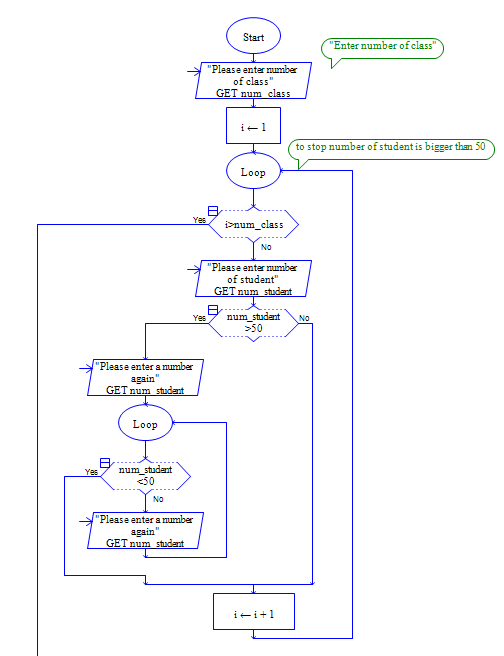 Start
"Enter number of class"
"Please enter number
of class"
GET num_class
i ← 1
to stop number of student is bigger than 50
Loop
Yes
i>num_class
No
"Please enter number
of student"
GET num_student
Yes
num_student
>50
No
"Please enter a number
again"
GET num_student
Loop
Yes
num_student
<50
No
"Please enter a number
again"
GET num_student
i ← i + 1